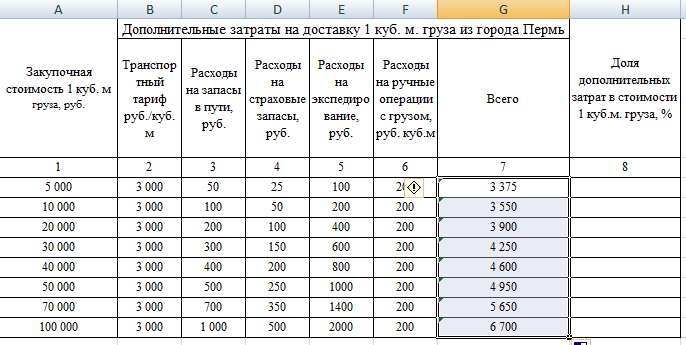 A B C D E F G H
Дополнительные затраты на доставку 1 куб. м. груза из города Пермь
Закупочная
стоимость 1 куб. м
груза, руб.
Транспор
тный
тариф
руб./куб.
м
Расходы
на запасы
в пути,
руб.
Расходы
на
страховые
запасы,
руб.
Расходы
на
экспедиро
вание,
руб.
Расходы
на ручные
операции
с грузом,
руб. куб.м
Всего
Доля
дополнительных
затрат в стоимости
1 куб.м. груза, %
1 2 3 4 5 6 7 8
5 000 3 000 50 25 100 3 375
10 000 3 000 100 50 200 200 3 550
20 000 3 000 200 100 400 200 3 900
30 000 3 000 300 150 600 200 4 250
40 000 3 000 400 200 800 200 4 600
50 000 3 000 500 250 1000 200 4 950
70 000 3 000 700 350 1400 200 5 650
100 000 3 000 1 000 500 2000 200 6 700